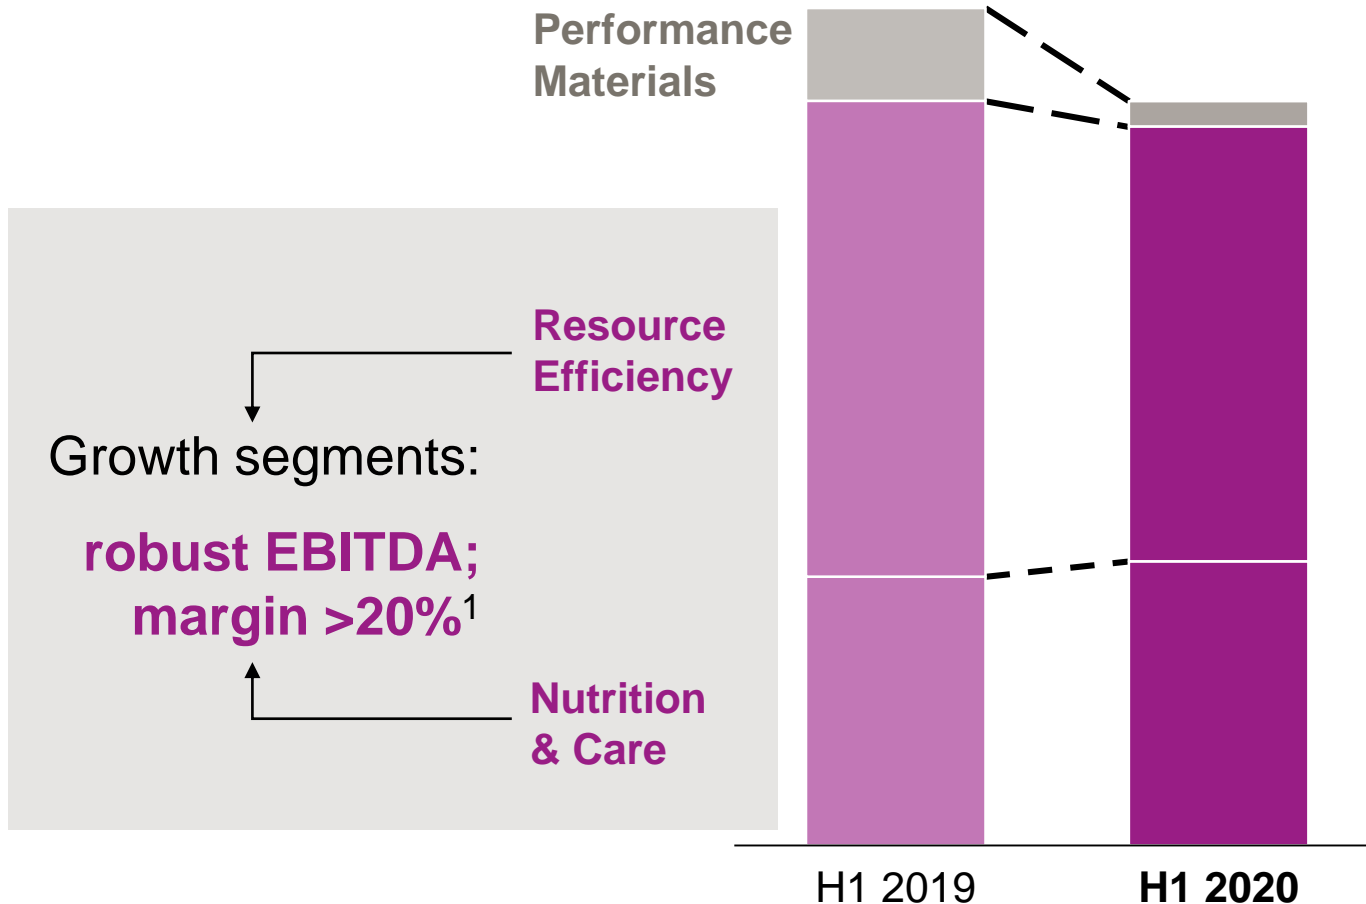 Performance
Materials
Resource
Efficiency
Growth segments:
robust EBITDA;
margin >20%1
Nutrition
& Care
H1 2019
H1 2020